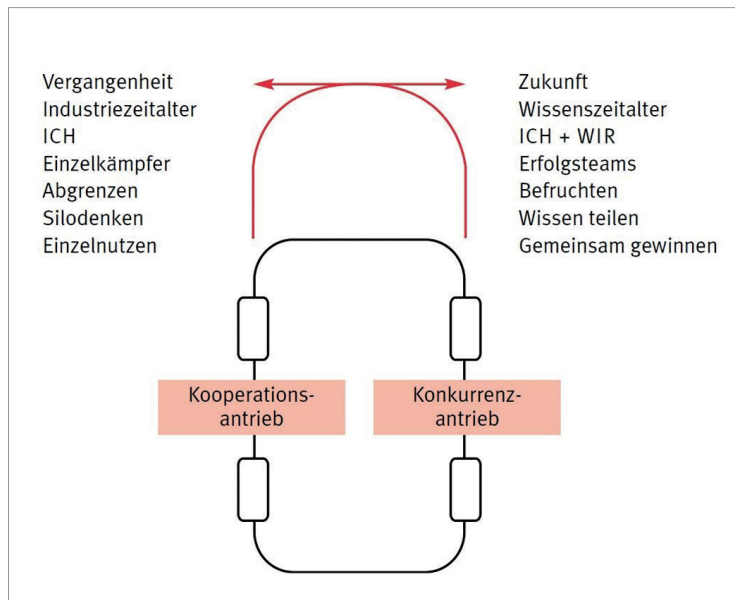 Vergangenheit
Industriezeitalter
ICH
Einzelkämpfer
Abgrenzen
Silodenken
Einzelnutzen
Zukunft
Wissenszeitalter
ICH + WIR
Erfolgsteams
Befruchten
Wissen teilen
Gemeinsam gewinnen
Kooperations-
antrieb
Konkurrenz-
antrieb